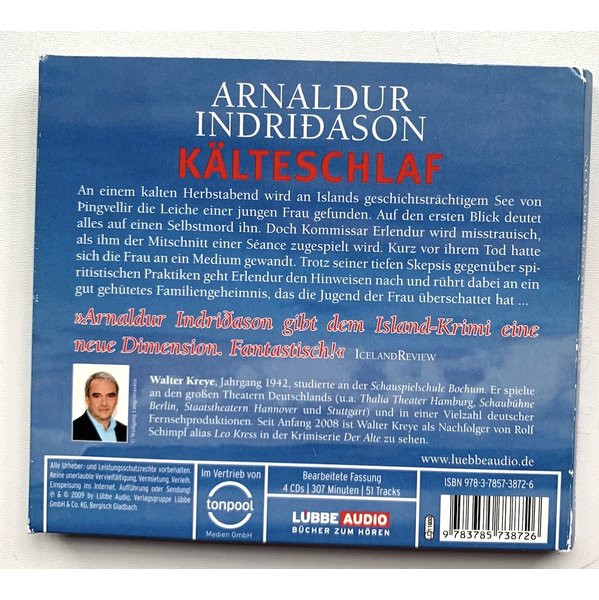 ARNALDUR
INDRIÐASON
KÄLTESCHLAF
An einem kalten Herbstabend wird an Islands geschichtsträchtigem See von
Þingvellir die Leiche einer jungen Frau gefunden. Auf den ersten Blick deutet
alles auf einen Selbstmord hin. Doch Kommissar Erlendur wird misstrauisch,
als ihm der Mitschnitt einer Séance zugespielt wird. Kurz vor ihrem Tod hatte
sich die Frau an ein Medium gewandt. Trotz seiner tiefen Skepsis gegenüber spi-
ritistischen Praktiken geht Erlendur den Hinweisen nach und rührt dabei an ein
gut gehütetes Familiengeheimnis, das die Jugend der Frau überschattet hat ...
»Arnaldur Indriðason gibt dem Island-Krimi eine
neue Dimension. Fantastisch!« ICELANDREVIEW
Walter Kreye, Jahrgang 1942, studierte an der Schauspielschule Bochum. Er spielte
an den großen Theatern Deutschlands (u.a. Thalia Theater Hamburg, Schaubühne
Berlin, Staatstheatern Hannover und Stuttgart) und in einer Vielzahl deutscher
Fernsehproduktionen. Seit Anfang 2008 ist Walter Kreye als Nachfolger von Rolf
Schimpf alias Leo Kress in der Krimiserie Der Alte zu sehen.
www.luebbeaudio.de
Alle Urheber- und Leistungsschutzrechte vorbehalten.
Keine unerlaubte Vervielfältigung, Vermietung, Verleih,
Einspeisung ins Internet, Aufführung oder Sendung!
℗ & © 2009 by Lübbe Audio, Verlagsgruppe Lübbe
GmbH & Co. KG, Bergisch Gladbach.
Im Vertrieb von
tonpool
Medien GmbH
Bearbeitete Fassung
4 CDs | 307 Minuten | 51 Tracks
LÜBBE AUDIO
BÜCHER ZUM HÖREN
ISBN 978-3-7857-3872-6
9 783785 738726